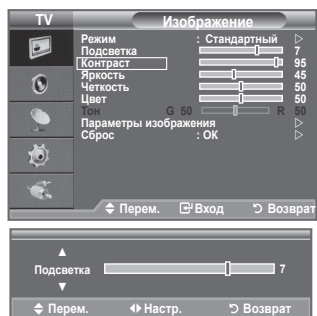 TV Изображение
Режим : Стандартный
Подсветка 7
Контраст 95
Яркость 45
Четкость 50
Цвет 50
Тон G 50 R 50
Параметры изображения
Сброс : OK
Перем. Вход Возврат
Подсветка 7
Перем. Настр. Возврат